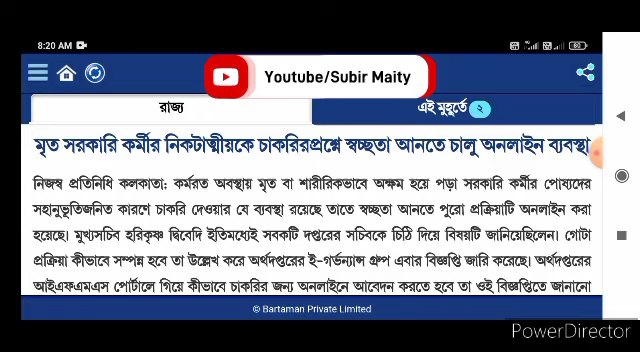 8:20 AM
80
Youtube/Subir Maity
রাজ্য
এই মুহূর্তে ২
মৃত সরকারি কর্মীর নিকটাত্মীয়কে চাকরিরপ্রশ্নে স্বচ্ছতা আনতে চালু অনলাইন ব্যবস্থা
নিজস্ব প্রতিনিধি কলকাতা: কর্মরত অবস্থায় মৃত বা শারীরিকভাবে অক্ষম হয়ে পড়া সরকারি কর্মীর পোষ্যদের
সহানুভূতিজনিত কারণে চাকরি দেওয়ার যে ব্যবস্থা রয়েছে তাতে স্বচ্ছতা আনতে পুরো প্রক্রিয়াটি অনলাইন করা
হয়েছে। মুখ্যসচিব হরিকৃষ্ণ দ্বিবেদি ইতিমধ্যেই সবকটি দপ্তরের সচিবকে চিঠি দিয়ে বিষয়টি জানিয়েছিলেন। গোটা
প্রক্রিয়া কীভাবে সম্পন্ন হবে তা উল্লেখ করে অর্থদপ্তরের ই-গর্ভন্যান্স গ্রুপ এবার বিজ্ঞপ্তি জারি করেছে। অর্থদপ্তরের
আইএফএমএস পোর্টালে গিয়ে কীভাবে চাকরির জন্য অনলাইনে আবেদন করতে হবে তা ওই বিজ্ঞপ্তিতে জানানো
© Bartaman Private Limited
PowerDirector